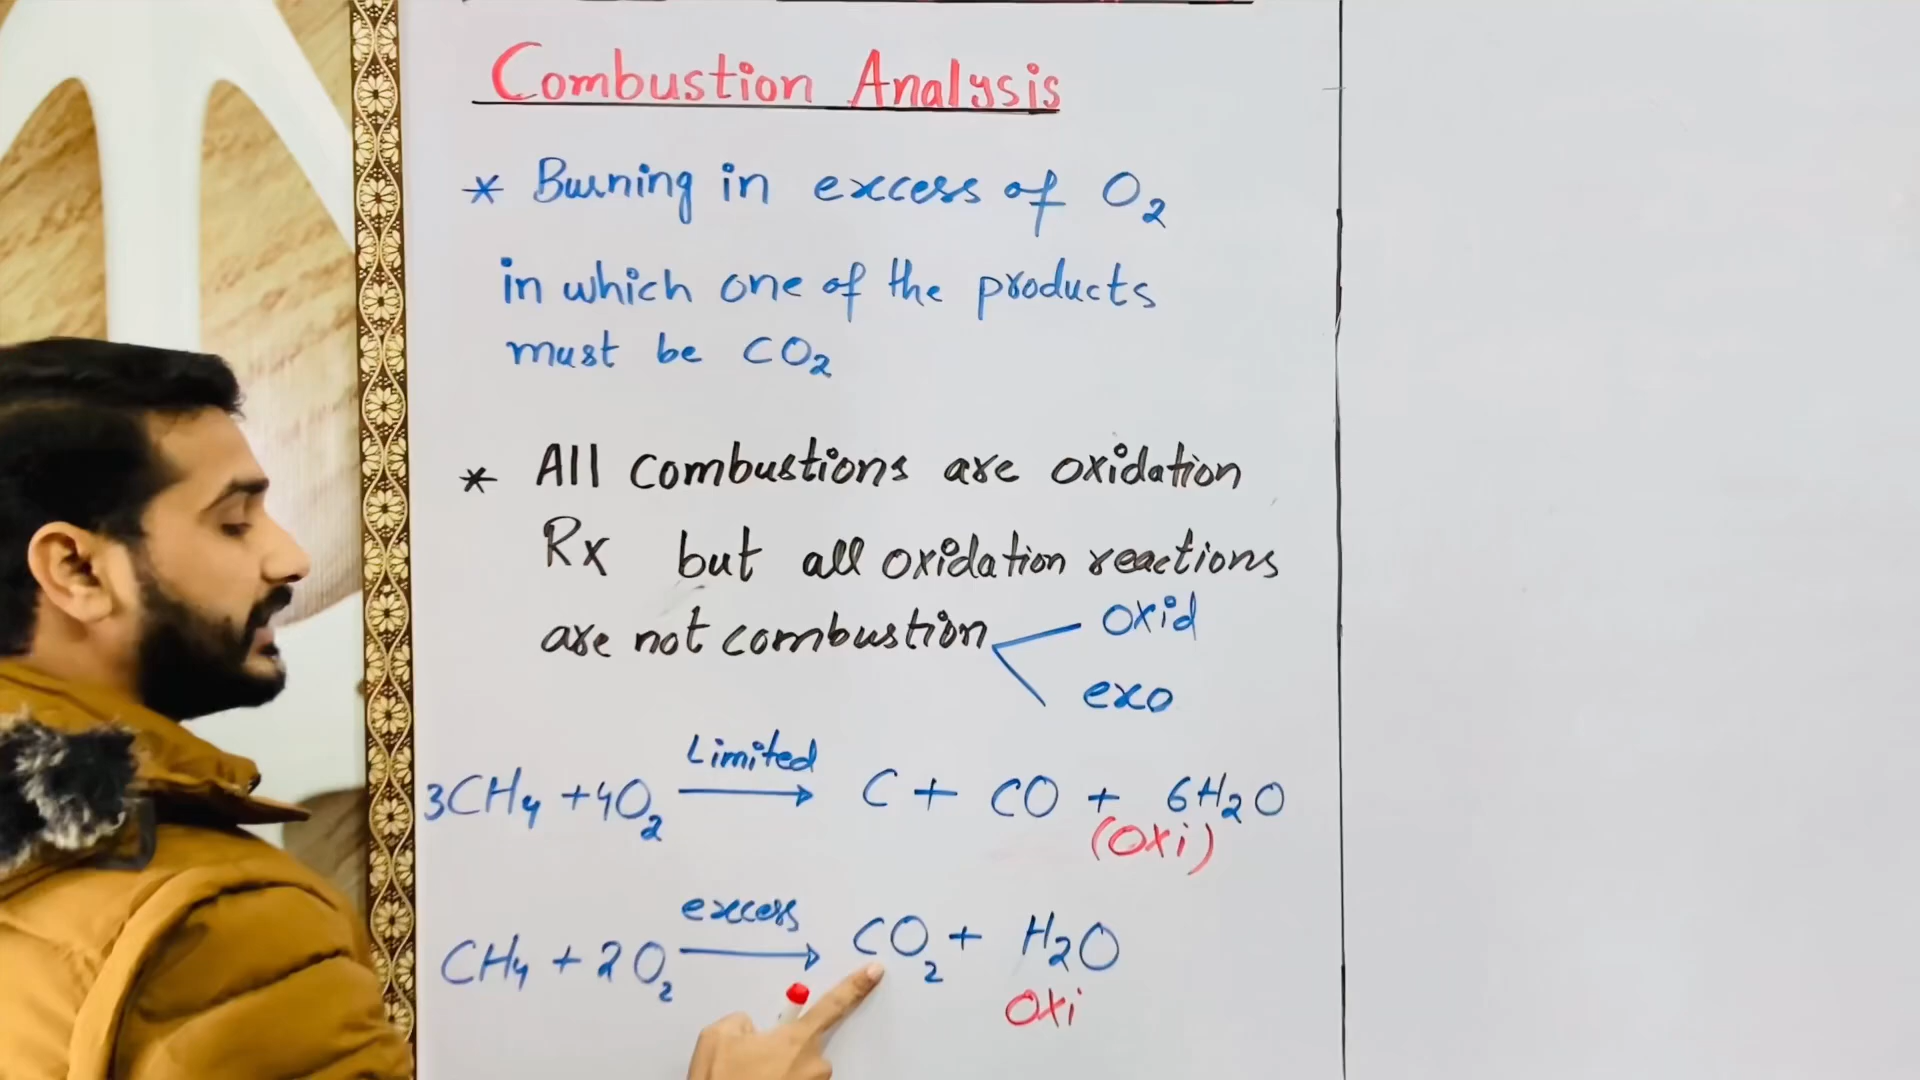 Combustion Analysis
* Burning in excess of O₂
in which one of the products
must be CO₂
* All combustions are oxidation
Rx but all oxidation reactions
are not combustion
oxid
exo
Limited
3CH₄ + 4O₂ → C + CO + 6H₂O
(Oxi)
excess
CH₄ + 2O₂ → CO₂ + H₂O
Oxi